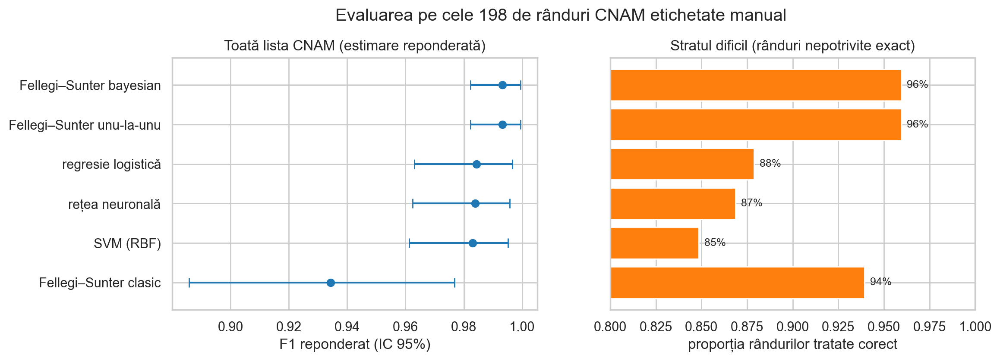 Evaluarea pe cele 198 de rânduri CNAM etichetate manual
Toată lista CNAM (estimare reponderată)
Fellegi–Sunter bayesian
Fellegi–Sunter unu-la-unu
regresie logistică
rețea neuronală
SVM (RBF)
Fellegi–Sunter clasic
0.90 0.92 0.94 0.96 0.98 1.00
F1 reponderat (IC 95%)
Stratul dificil (rânduri nepotrivite exact)
96%
96%
88%
87%
85%
94%
0.800 0.825 0.850 0.875 0.900 0.925 0.950 0.975 1.000
proporția rândurilor tratate corect